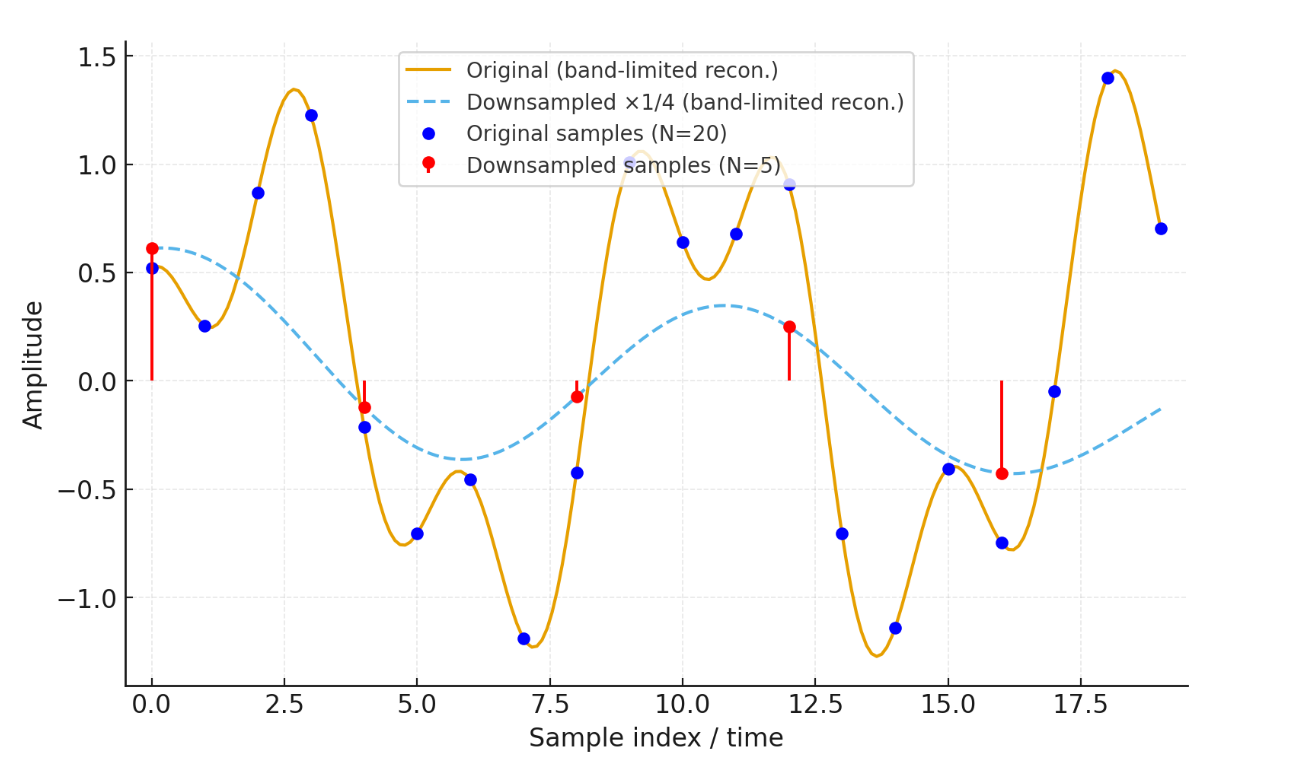 Original (band-limited recon.)
Downsampled ×1/4 (band-limited recon.)
Original samples (N=20)
Downsampled samples (N=5)
Amplitude
1.5
1.0
0.5
0.0
−0.5
−1.0
0.0 2.5 5.0 7.5 10.0 12.5 15.0 17.5
Sample index / time